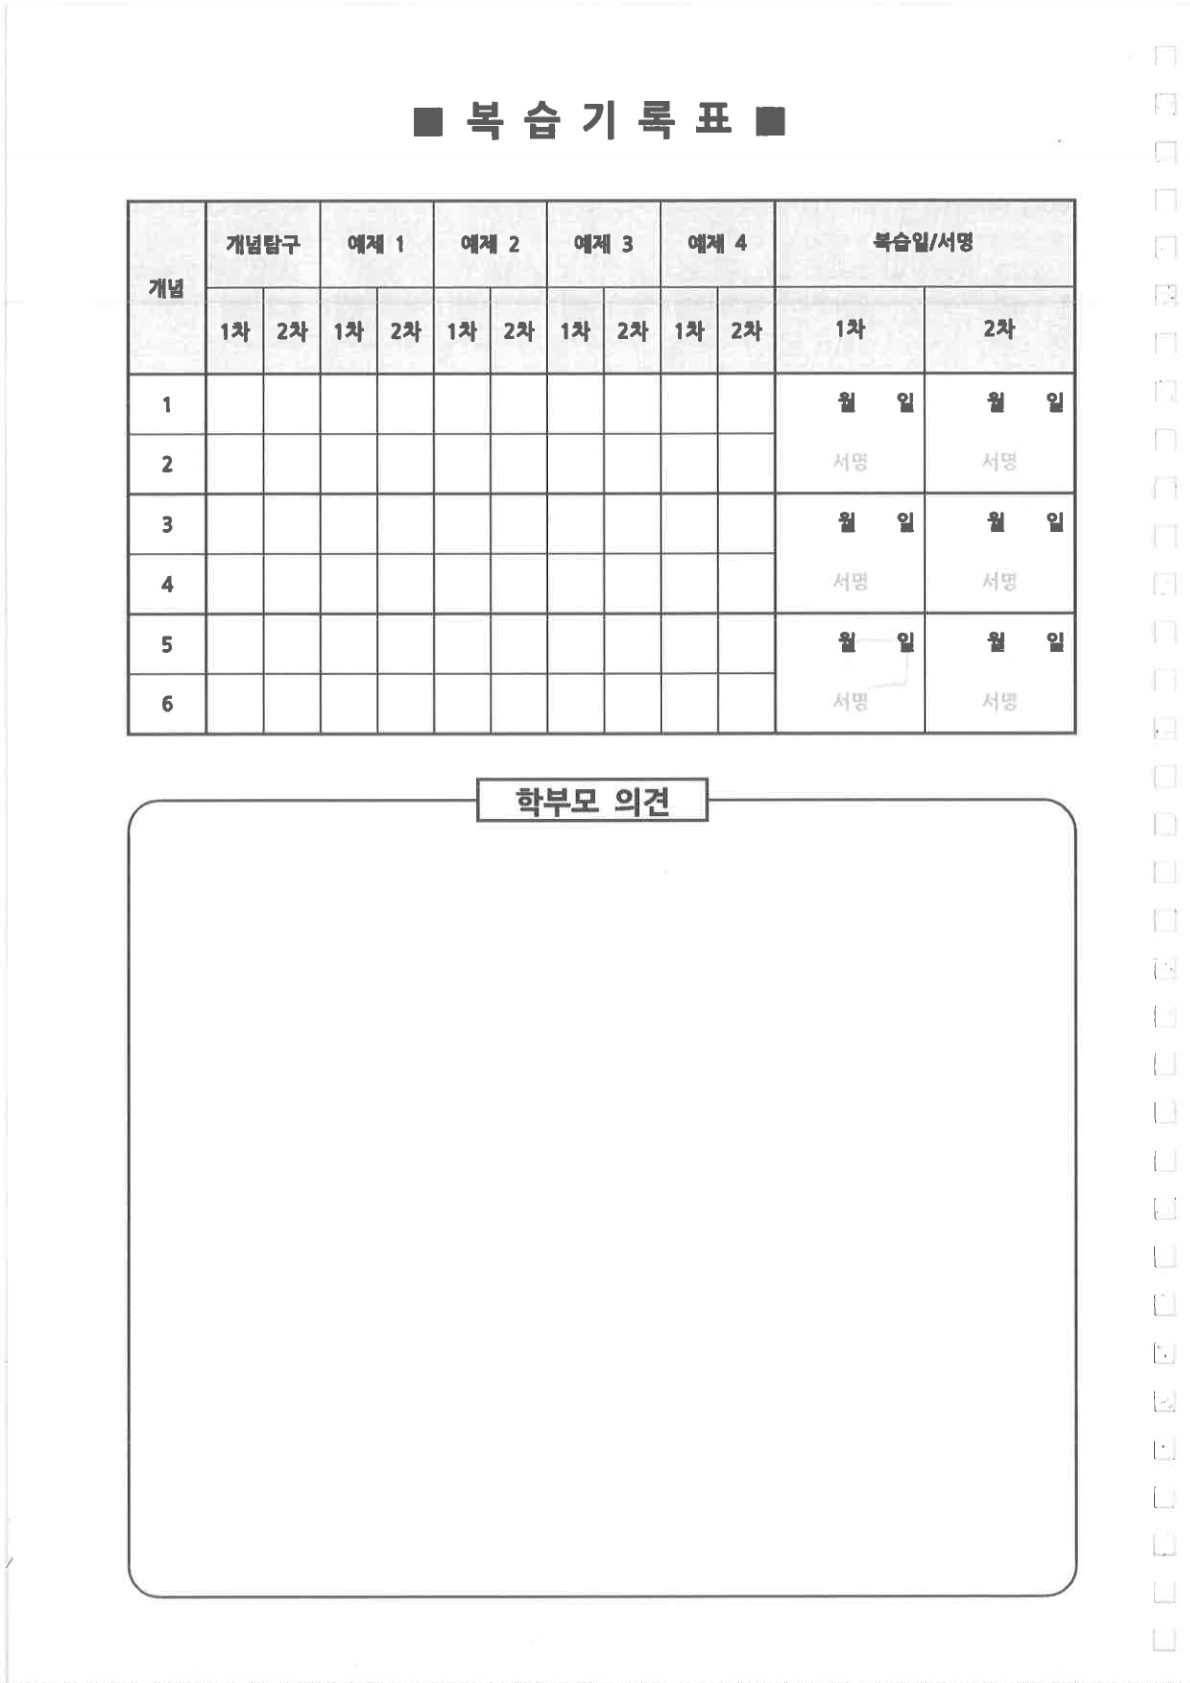 ■ 복 습 기 록 표 ■
개념 개념탐구 예제 1 예제 2 예제 3 예제 4 복습일/서명
1차 2차 1차 2차 1차 2차 1차 2차 1차 2차 1차 2차
1 월 일 월 일
2 서명 서명
3 월 일 월 일
4 서명 서명
5 월 일 월 일
6 서명 서명
학부모 의견